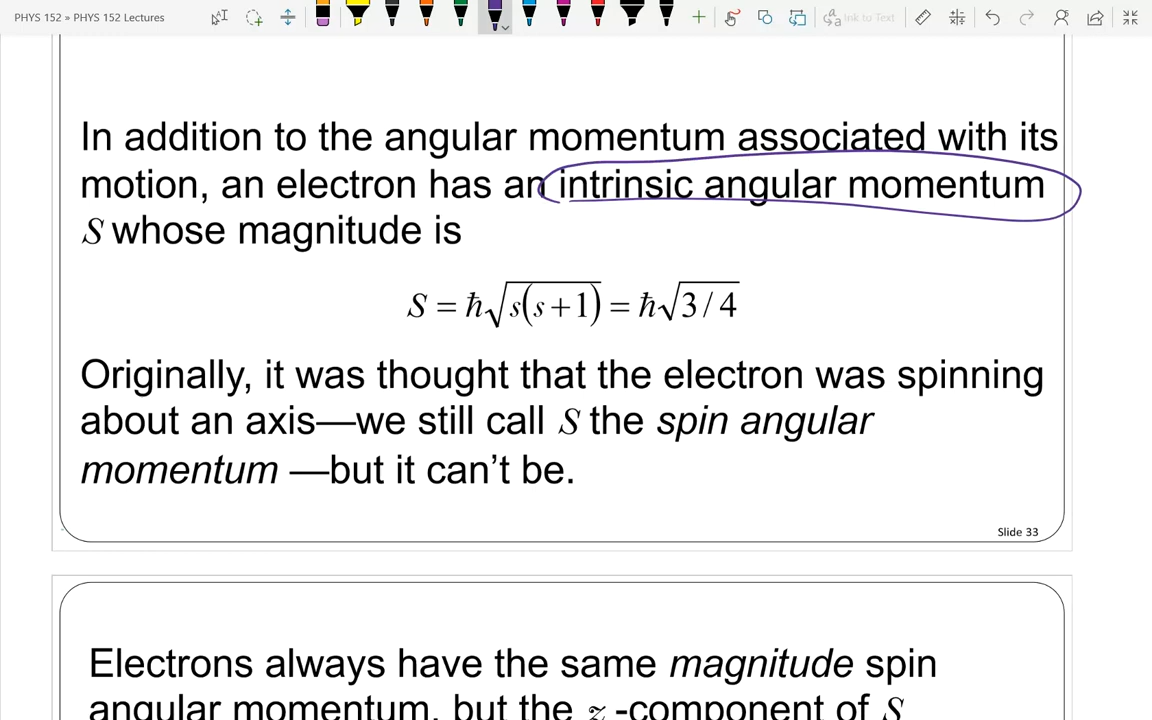 PHYS 152 » PHYS 152 Lectures
Link to Text
In addition to the angular momentum associated with its
motion, an electron has an intrinsic angular momentum
S whose magnitude is
S = ħ√s(s+1) = ħ√3/4
Originally, it was thought that the electron was spinning
about an axis—we still call S the spin angular
momentum —but it can’t be.
Slide 33
Electrons always have the same magnitude spin
angular momentum, but the z -component of S